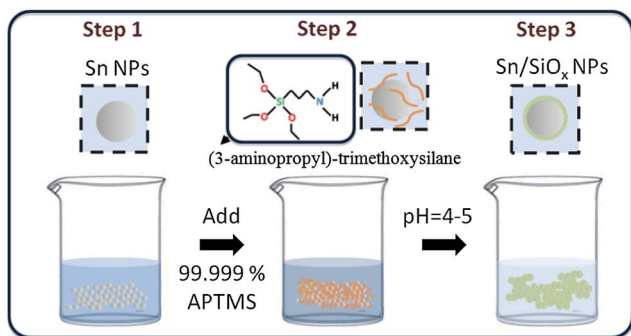 Step 1
Step 2
Step 3
Sn NPs
Sn/SiOₓ NPs
O
Si
O
O
N
H
H
(3-aminopropyl)-trimethoxysilane
Add
99.999 %
APTMS
pH=4-5